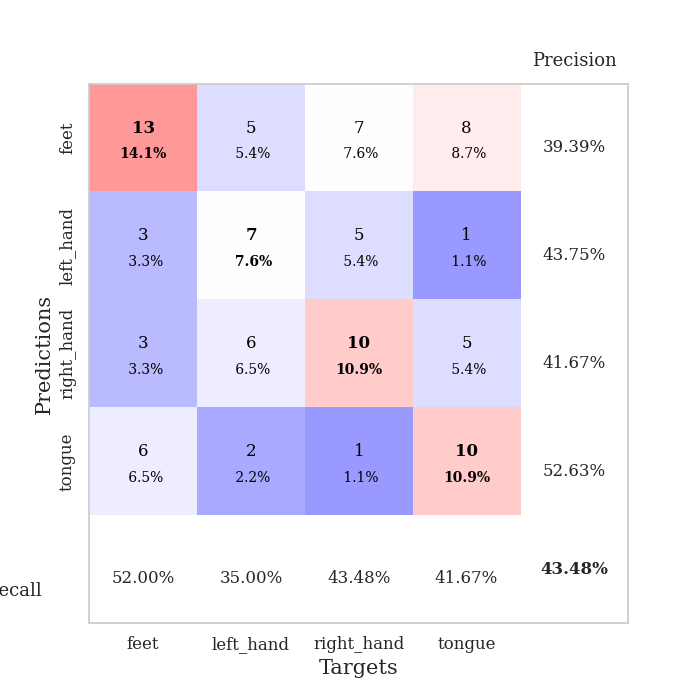 Precision
feet
13 5 7 8
14.1% 5.4% 7.6% 8.7%
39.39%
left_hand
3 7 5 1
3.3% 7.6% 5.4% 1.1%
43.75%
Predictions
right_hand
3 6 10 5
3.3% 6.5% 10.9% 5.4%
41.67%
tongue
6 2 1 10
6.5% 2.2% 1.1% 10.9%
52.63%
ecall
52.00% 35.00% 43.48% 41.67% 43.48%
feet left_hand right_hand tongue
Targets